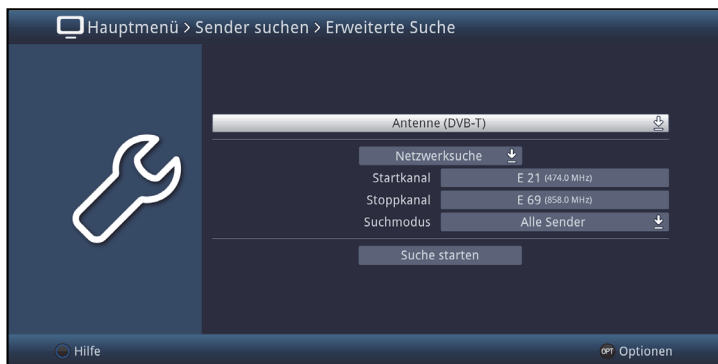 Hauptmenü > Sender suchen > Erweiterte Suche
Antenne (DVB-T)
Netzwerksuche
Startkanal E 21 (474.0 MHz)
Stoppkanal E 69 (858.0 MHz)
Suchmodus Alle Sender
Suche starten
Hilfe OPT Optionen